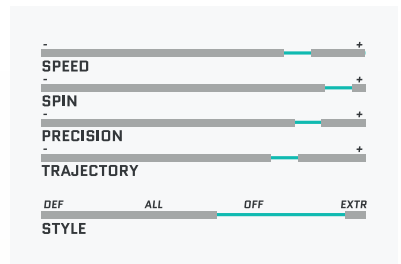 - +
SPEED
- +
SPIN
- +
PRECISION
- +
TRAJECTORY
DEF ALL OFF EXTR
STYLE